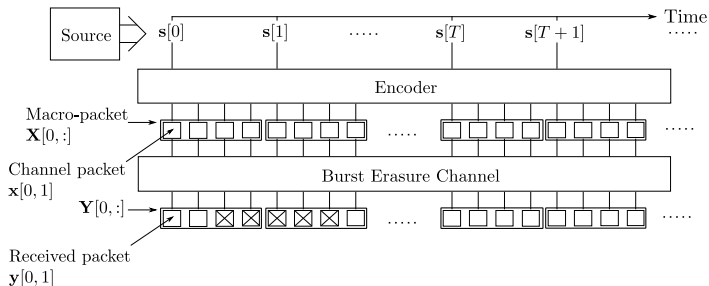 Time
Source
s[0] s[1] ..... s[T] s[T + 1] .....
Encoder
Macro-packet
X[0,:]
..... .....
Channel packet
x[0,1]
Burst Erasure Channel
Y[0,:]
..... .....
Received packet
y[0,1]